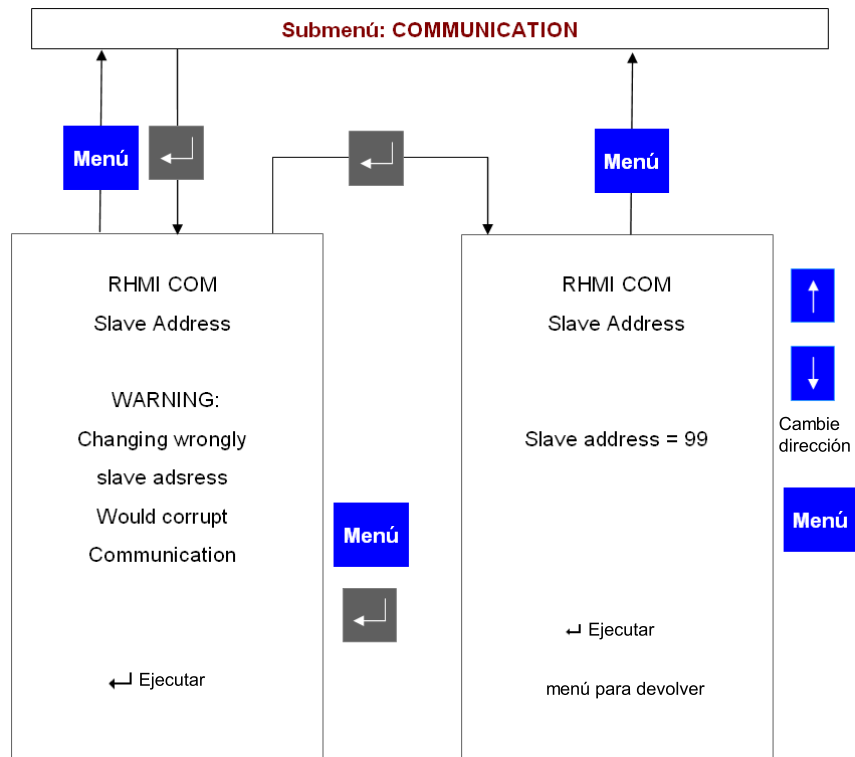 Submenú: COMMUNICATION
Menú
Menú
RHMI COM
Slave Address
WARNING:
Changing wrongly
slave adsress
Would corrupt
Communication
↵ Ejecutar
Menú
RHMI COM
Slave Address
Slave address = 99
↵ Ejecutar
menú para devolver
Cambie
dirección
Menú